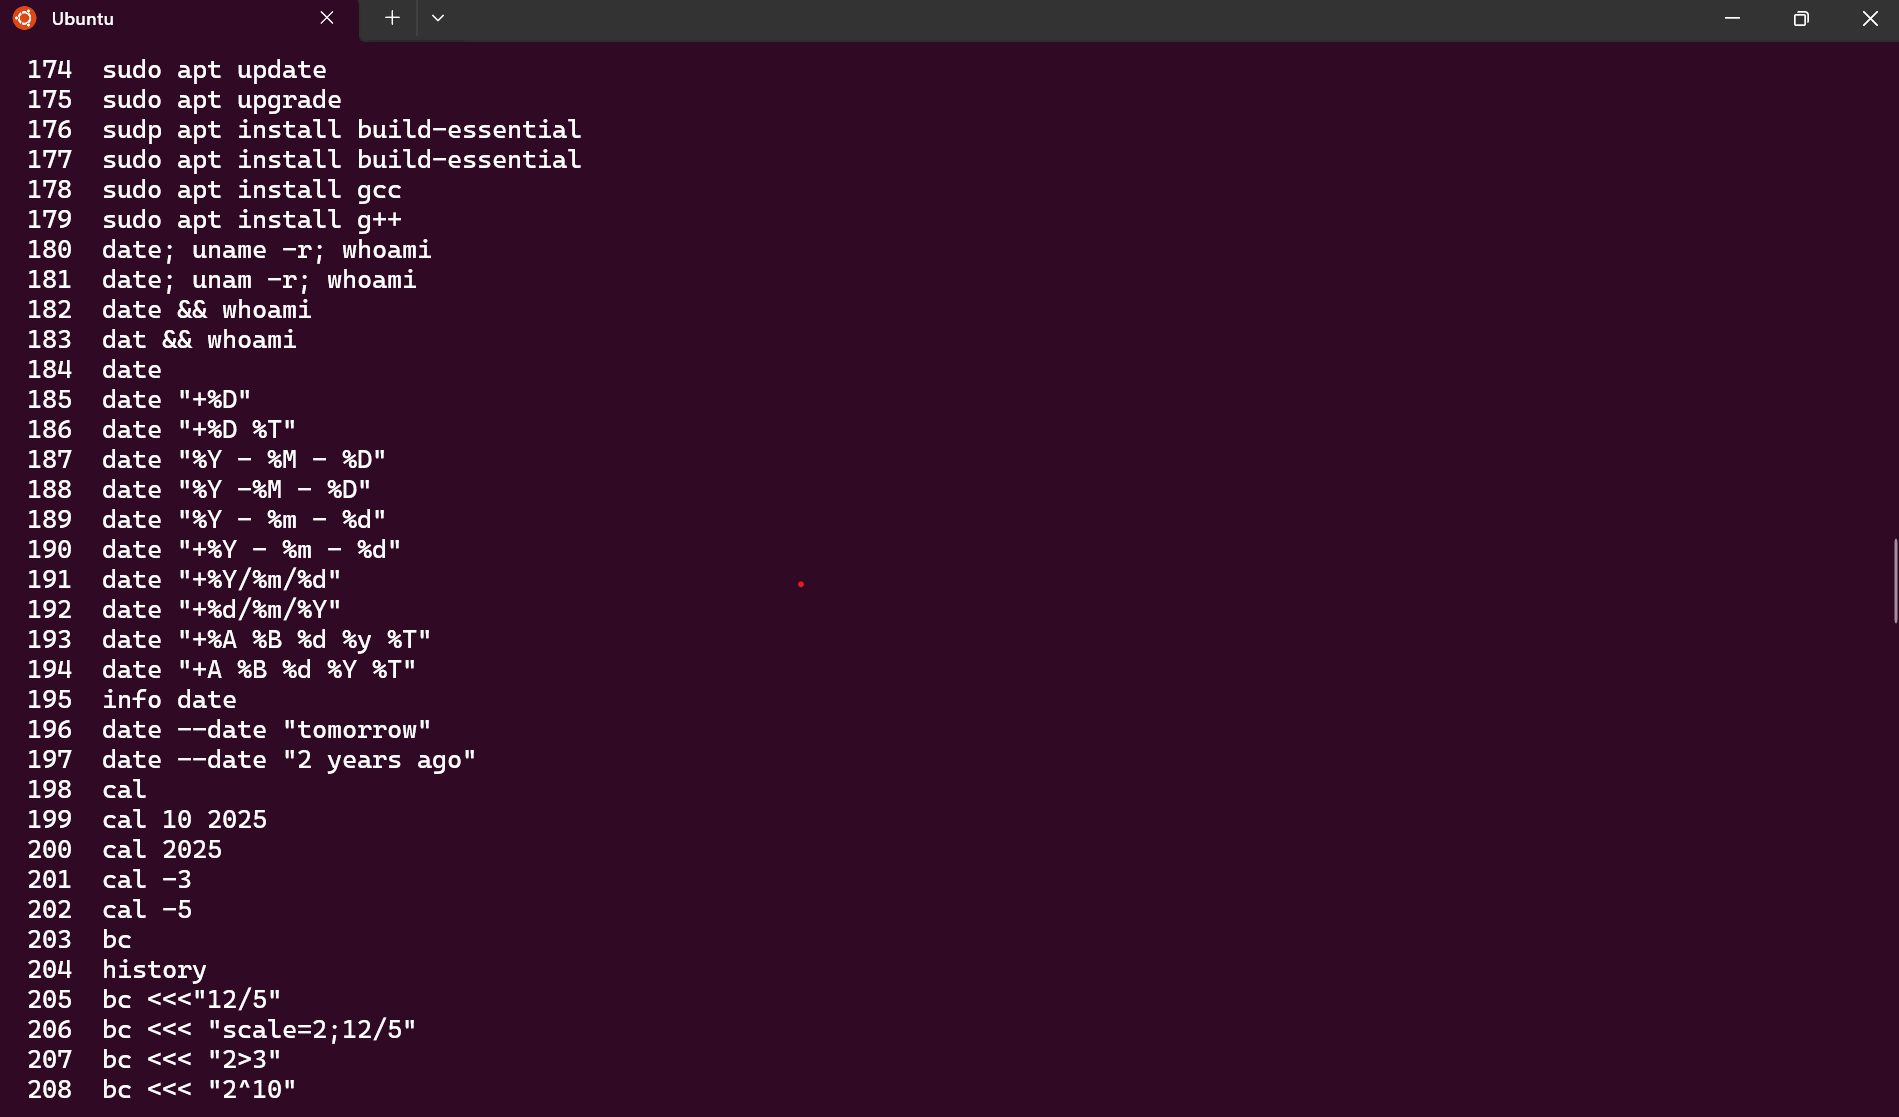 Ubuntu
174  sudo apt update
175  sudo apt upgrade
176  sudp apt install build-essential
177  sudo apt install build-essential
178  sudo apt install gcc
179  sudo apt install g++
180  date; uname -r; whoami
181  date; unam -r; whoami
182  date && whoami
183  dat && whoami
184  date
185  date "+%D"
186  date "+%D %T"
187  date "%Y - %M - %D"
188  date "%Y -%M - %D"
189  date "%Y - %m - %d"
190  date "+%Y - %m - %d"
191  date "+%Y/%m/%d"
192  date "+%d/%m/%Y"
193  date "+%A %B %d %y %T"
194  date "+A %B %d %Y %T"
195  info date
196  date --date "tomorrow"
197  date --date "2 years ago"
198  cal
199  cal 10 2025
200  cal 2025
201  cal -3
202  cal -5
203  bc
204  history
205  bc <<<"12/5"
206  bc <<< "scale=2;12/5"
207  bc <<< "2>3"
208  bc <<< "2^10"